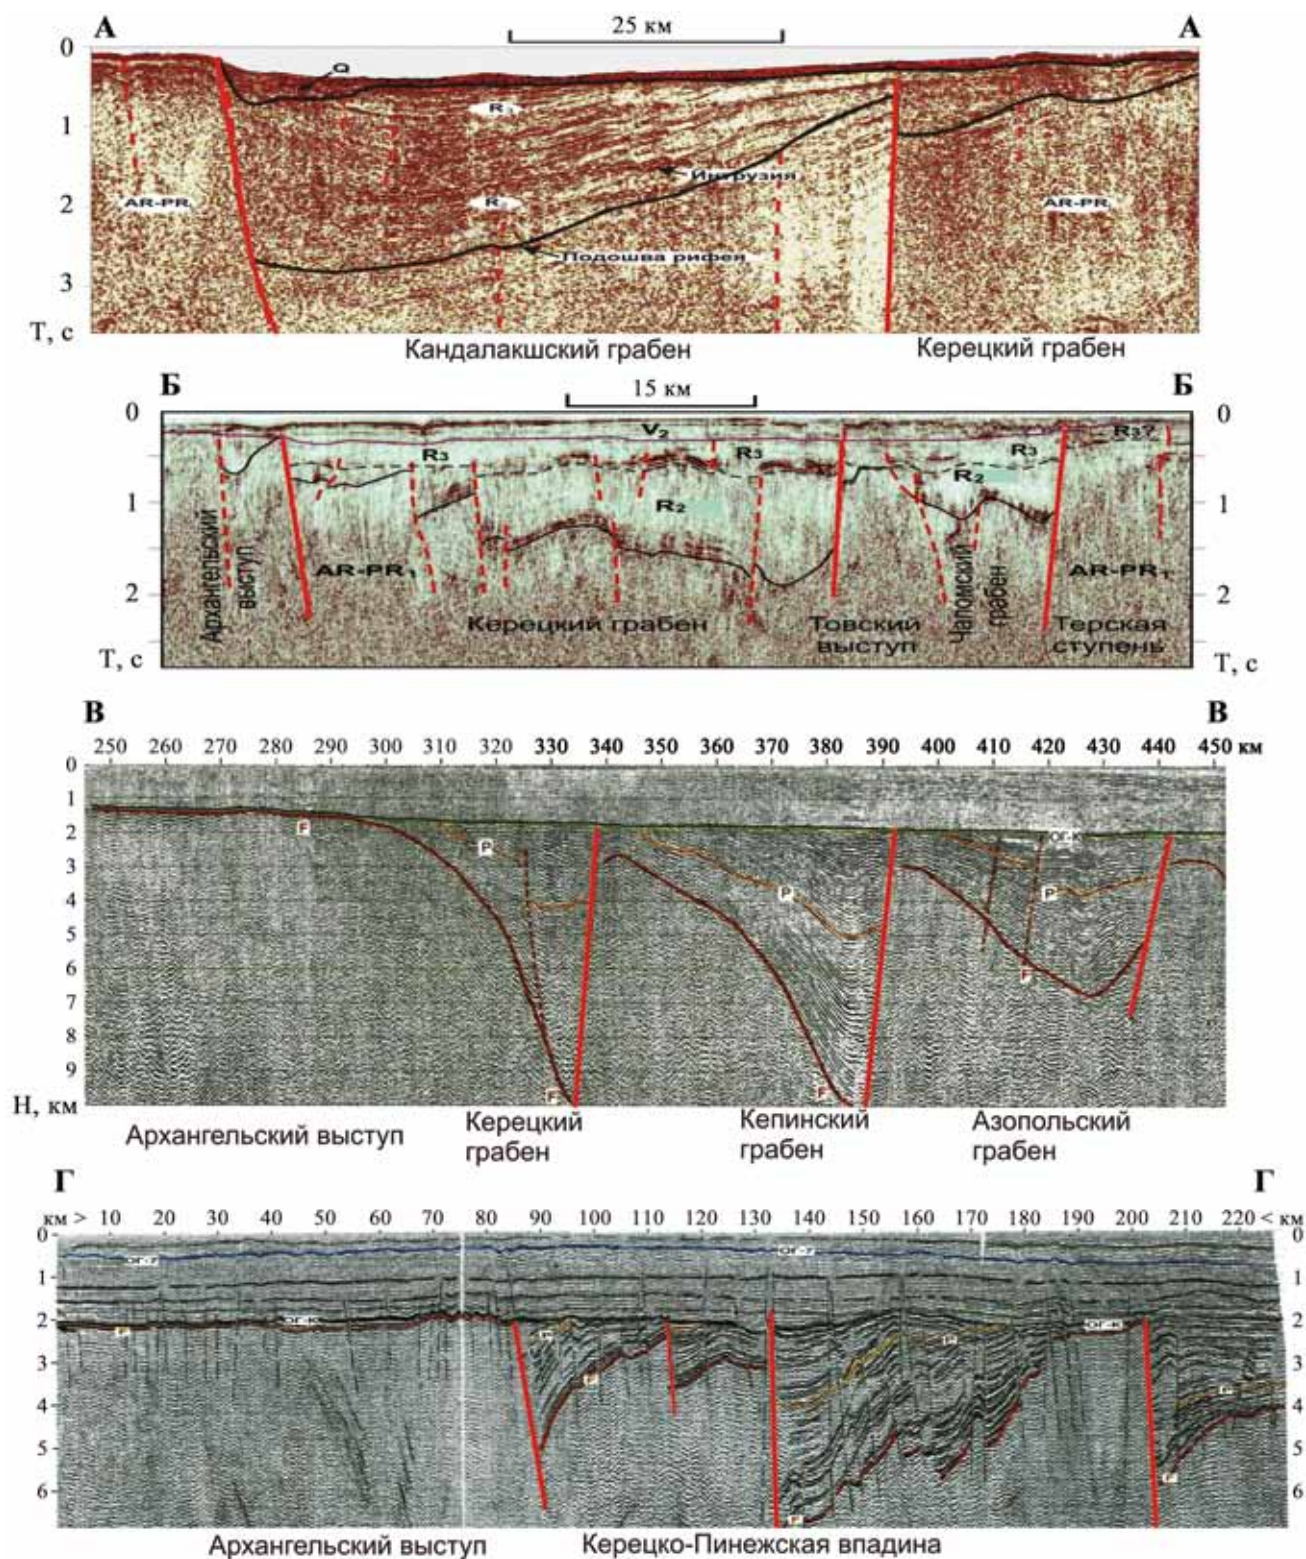 А 25 км А
0
1
2
3
Т, с
Q
R₃
Интрузия
AR-PR
R₂
AR-PR
Подошва рифея
Кандалакшский грабен Керецкий грабен
Б 15 км Б
0 0
1 1
2 2
Т, с Т, с
V₂
R₃ R₃ R₃ R₃?
R₂ R₂
AR-PR₁ AR-PR₁
Архангельский выступ
Керецкий грабен
Товский выступ
Чапомский грабен
Терская ступень
В В
250 260 270 280 290 300 310 320 330 340 350 360 370 380 390 400 410 420 430 440 450 км
0
1
2
3
4
5
6
7
8
9
Н, км
F P P ОГ-К P F F F
Архангельский выступ
Керецкий грабен
Кепинский грабен
Азопольский грабен
Г Г
км > 10 20 30 40 50 60 70 80 90 100 110 120 130 140 150 160 170 180 190 200 210 220 < км
0 0
1 1
2 2
3 3
4 4
5 5
6 6
ОГ-К ОГ-К
F F F F
Архангельский выступ Керецко-Пинежская впадина